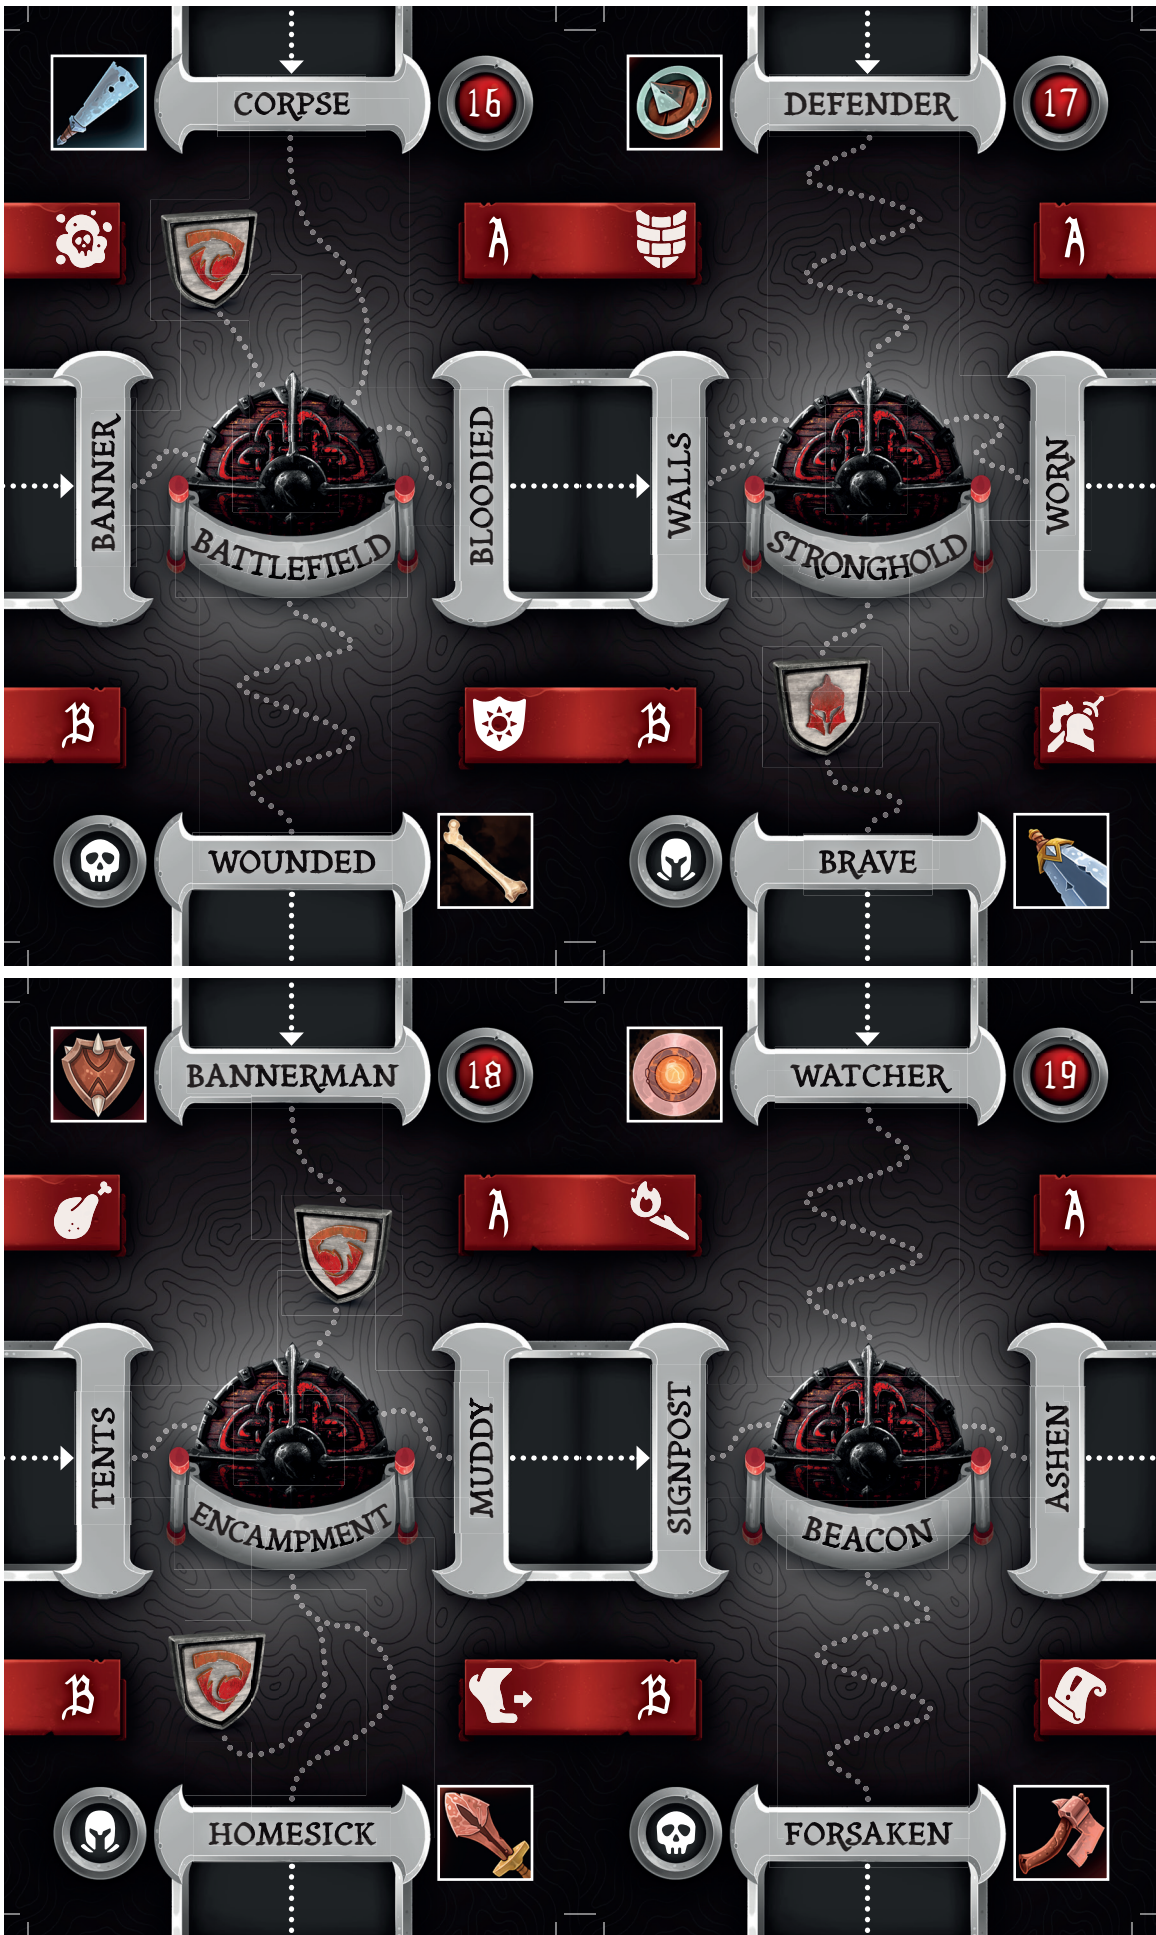 CORPSE
16
A
BANNER
BLOODIED
BATTLEFIELD
B
WOUNDED
DEFENDER
17
A
WALLS
WORN
STRONGHOLD
B
BRAVE
BANNERMAN
18
A
TENTS
MUDDY
ENCAMPMENT
B
HOMESICK
WATCHER
19
A
SIGNPOST
ASHEN
BEACON
B
FORSAKEN